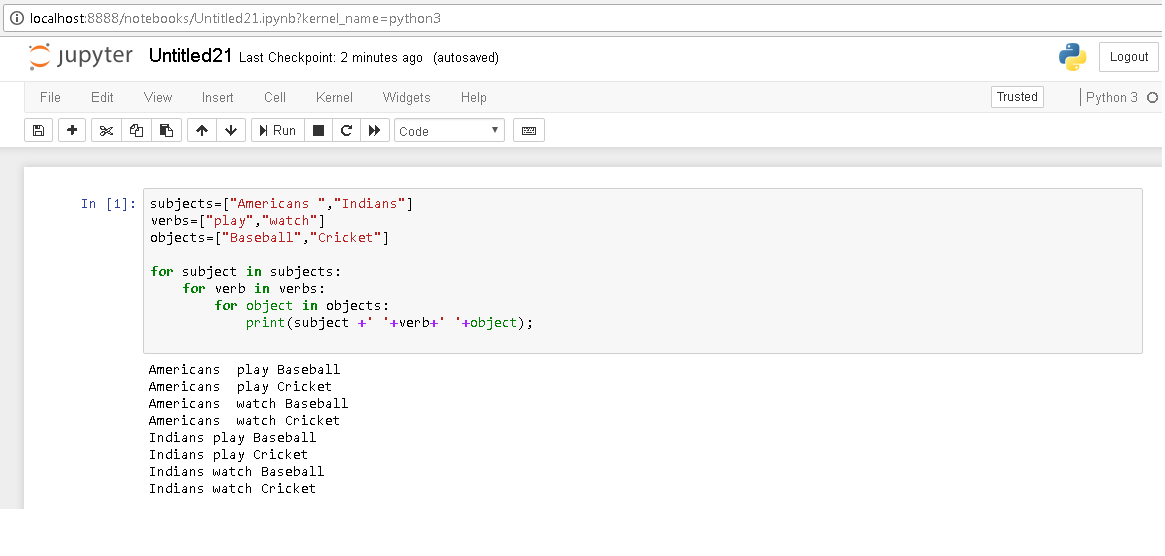 localhost:8888/notebooks/Untitled21.ipynb?kernel_name=python3
jupyter Untitled21 Last Checkpoint: 2 minutes ago (autosaved) Logout
File Edit View Insert Cell Kernel Widgets Help Trusted Python 3
Run Code
In [1]: subjects=["Americans ","Indians"]
verbs=["play","watch"]
objects=["Baseball","Cricket"]
for subject in subjects:
    for verb in verbs:
        for object in objects:
            print(subject +' '+verb+' '+object);
Americans  play Baseball
Americans  play Cricket
Americans  watch Baseball
Americans  watch Cricket
Indians play Baseball
Indians play Cricket
Indians watch Baseball
Indians watch Cricket